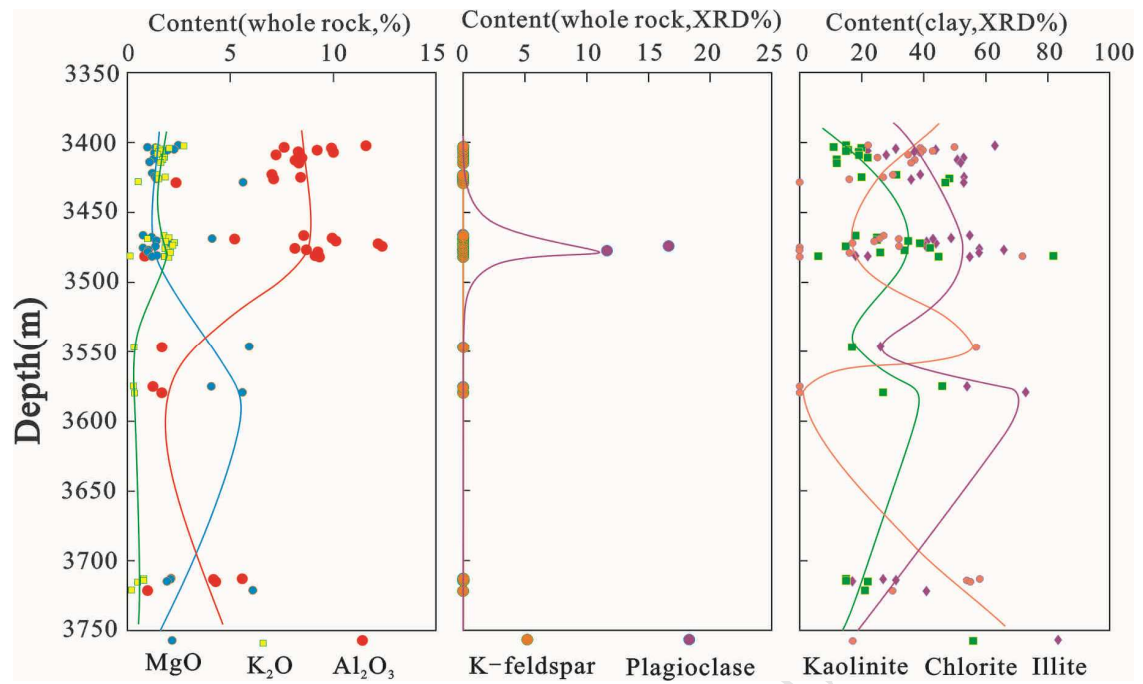 Content(whole rock,%)
Content(whole rock,XRD%)
Content(clay,XRD%)
0 5 10 15
0 5 10 15 20 25
0 20 40 60 80 100
Depth(m)
3350
3400
3450
3500
3550
3600
3650
3700
3750
MgO K₂O Al₂O₃
K-feldspar Plagioclase
Kaolinite Chlorite Illite